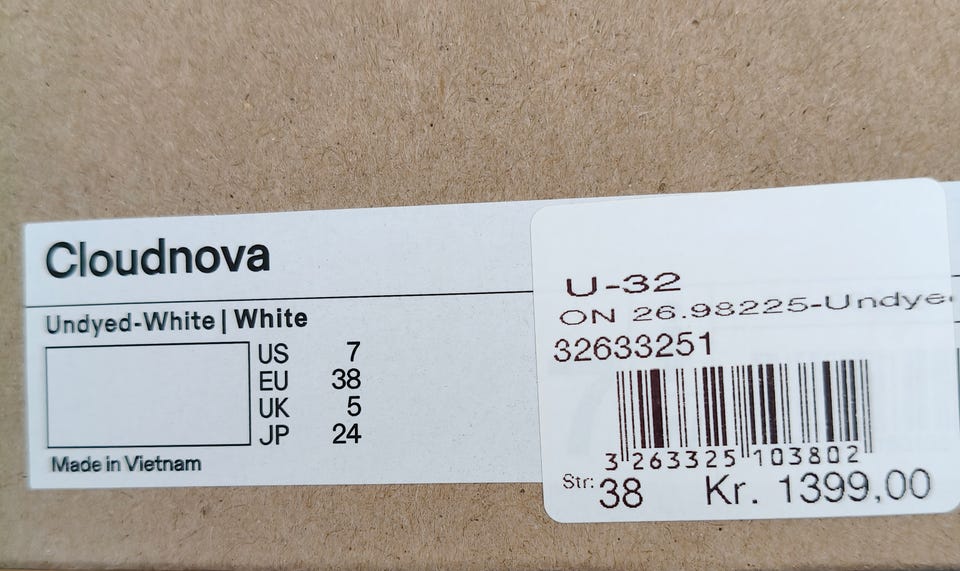 Cloudnova
Undyed-White | White
US 7
EU 38
UK 5
JP 24
Made in Vietnam
U-32
ON 26.98225-Undye
32633251
3 263325 103802
Str: 38 Kr. 1399,00